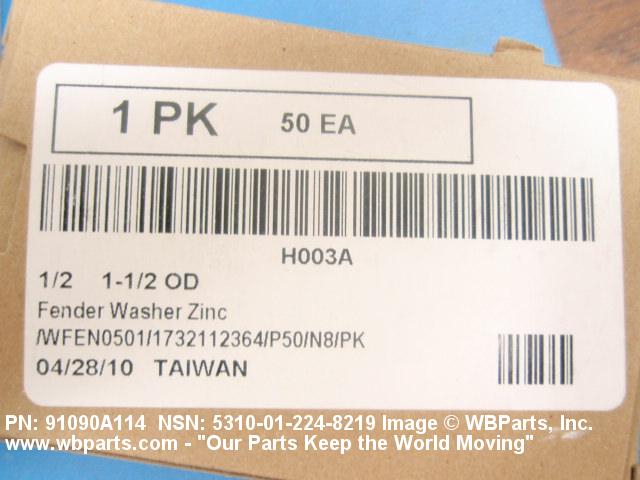 1 PK 50 EA
H003A
1/2 1-1/2 OD
Fender Washer Zinc
/WFEN0501/1732112364/P50/N8/PK
04/28/10 TAIWAN
PN: 91090A114 NSN: 5310-01-224-8219 Image © WBParts, Inc.
www.wbparts.com - "Our Parts Keep the World Moving"